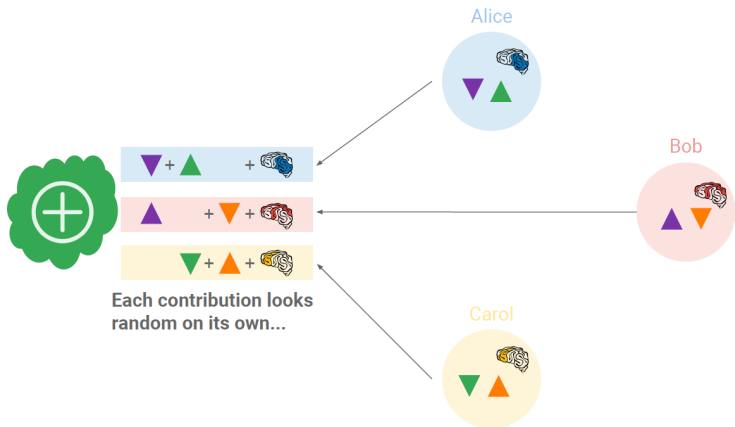 Alice
Bob
+ +
+ +
+ +
Each contribution looks
random on its own...
Carol